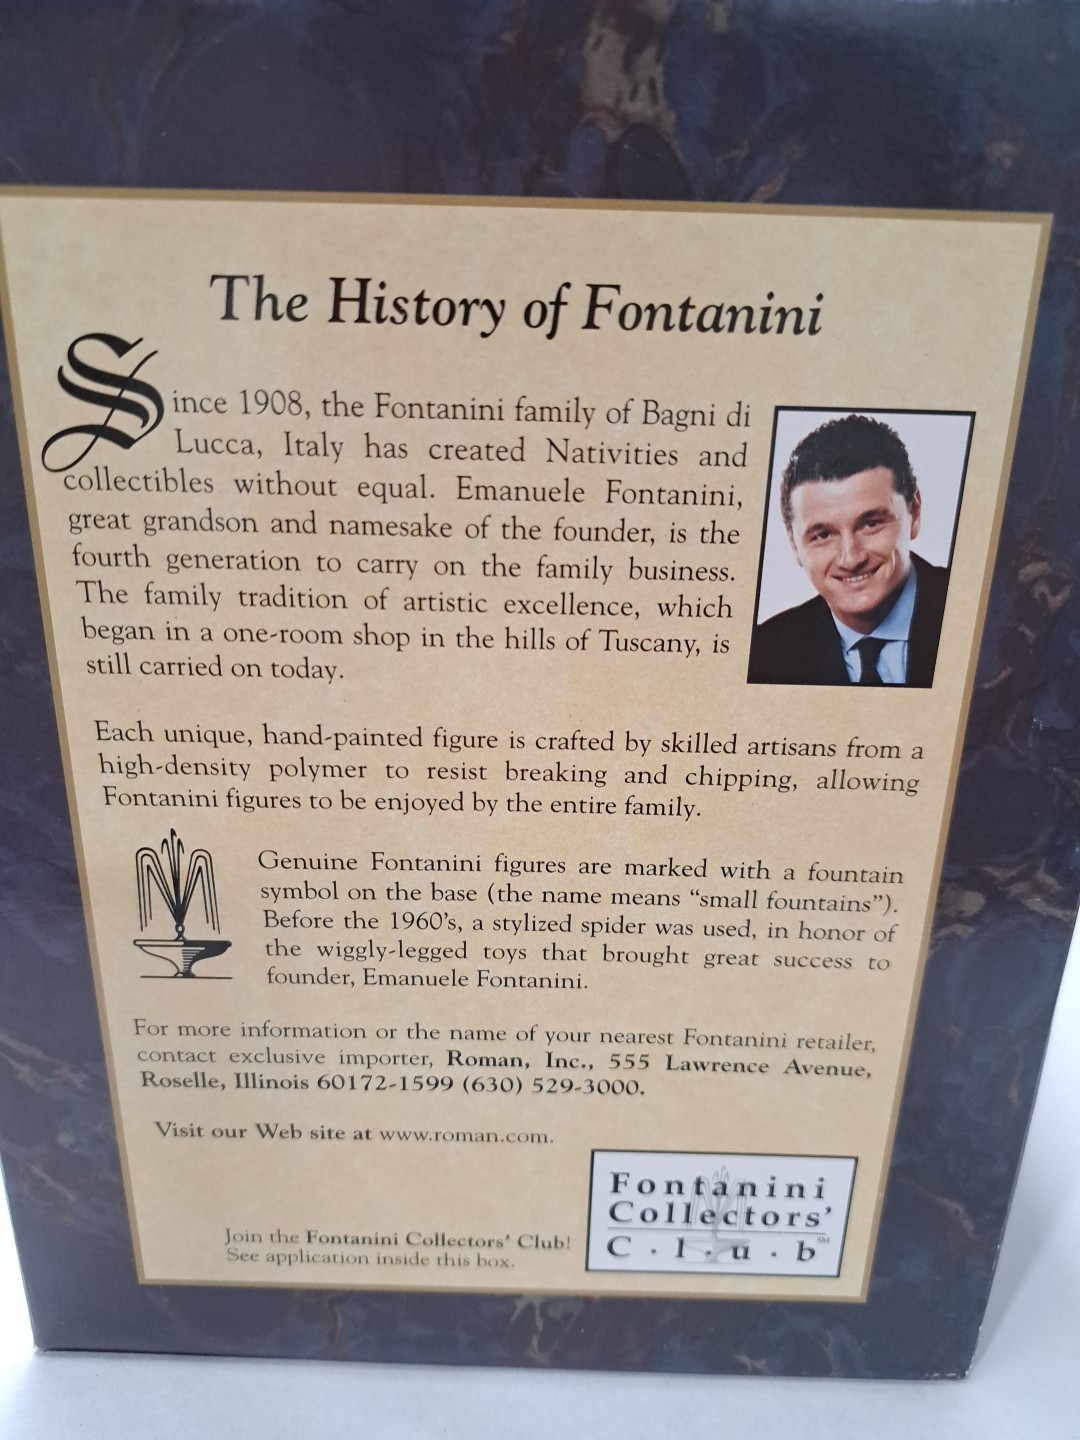 The History of Fontanini
Since 1908, the Fontanini family of Bagni di
Lucca, Italy has created Nativities and
collectibles without equal. Emanuele Fontanini,
great grandson and namesake of the founder, is the
fourth generation to carry on the family business.
The family tradition of artistic excellence, which
began in a one-room shop in the hills of Tuscany, is
still carried on today.
Each unique, hand-painted figure is crafted by skilled artisans from a
high-density polymer to resist breaking and chipping, allowing
Fontanini figures to be enjoyed by the entire family.
Genuine Fontanini figures are marked with a fountain
symbol on the base (the name means “small fountains”).
Before the 1960’s, a stylized spider was used, in honor of
the wiggly-legged toys that brought great success to
founder, Emanuele Fontanini.
For more information or the name of your nearest Fontanini retailer,
contact exclusive importer, Roman, Inc., 555 Lawrence Avenue,
Roselle, Illinois 60172-1599 (630) 529-3000.
Visit our Web site at www.roman.com.
Join the Fontanini Collectors’ Club!
See application inside this box.
Fontanini
Collectors’
C·l·u·b SM